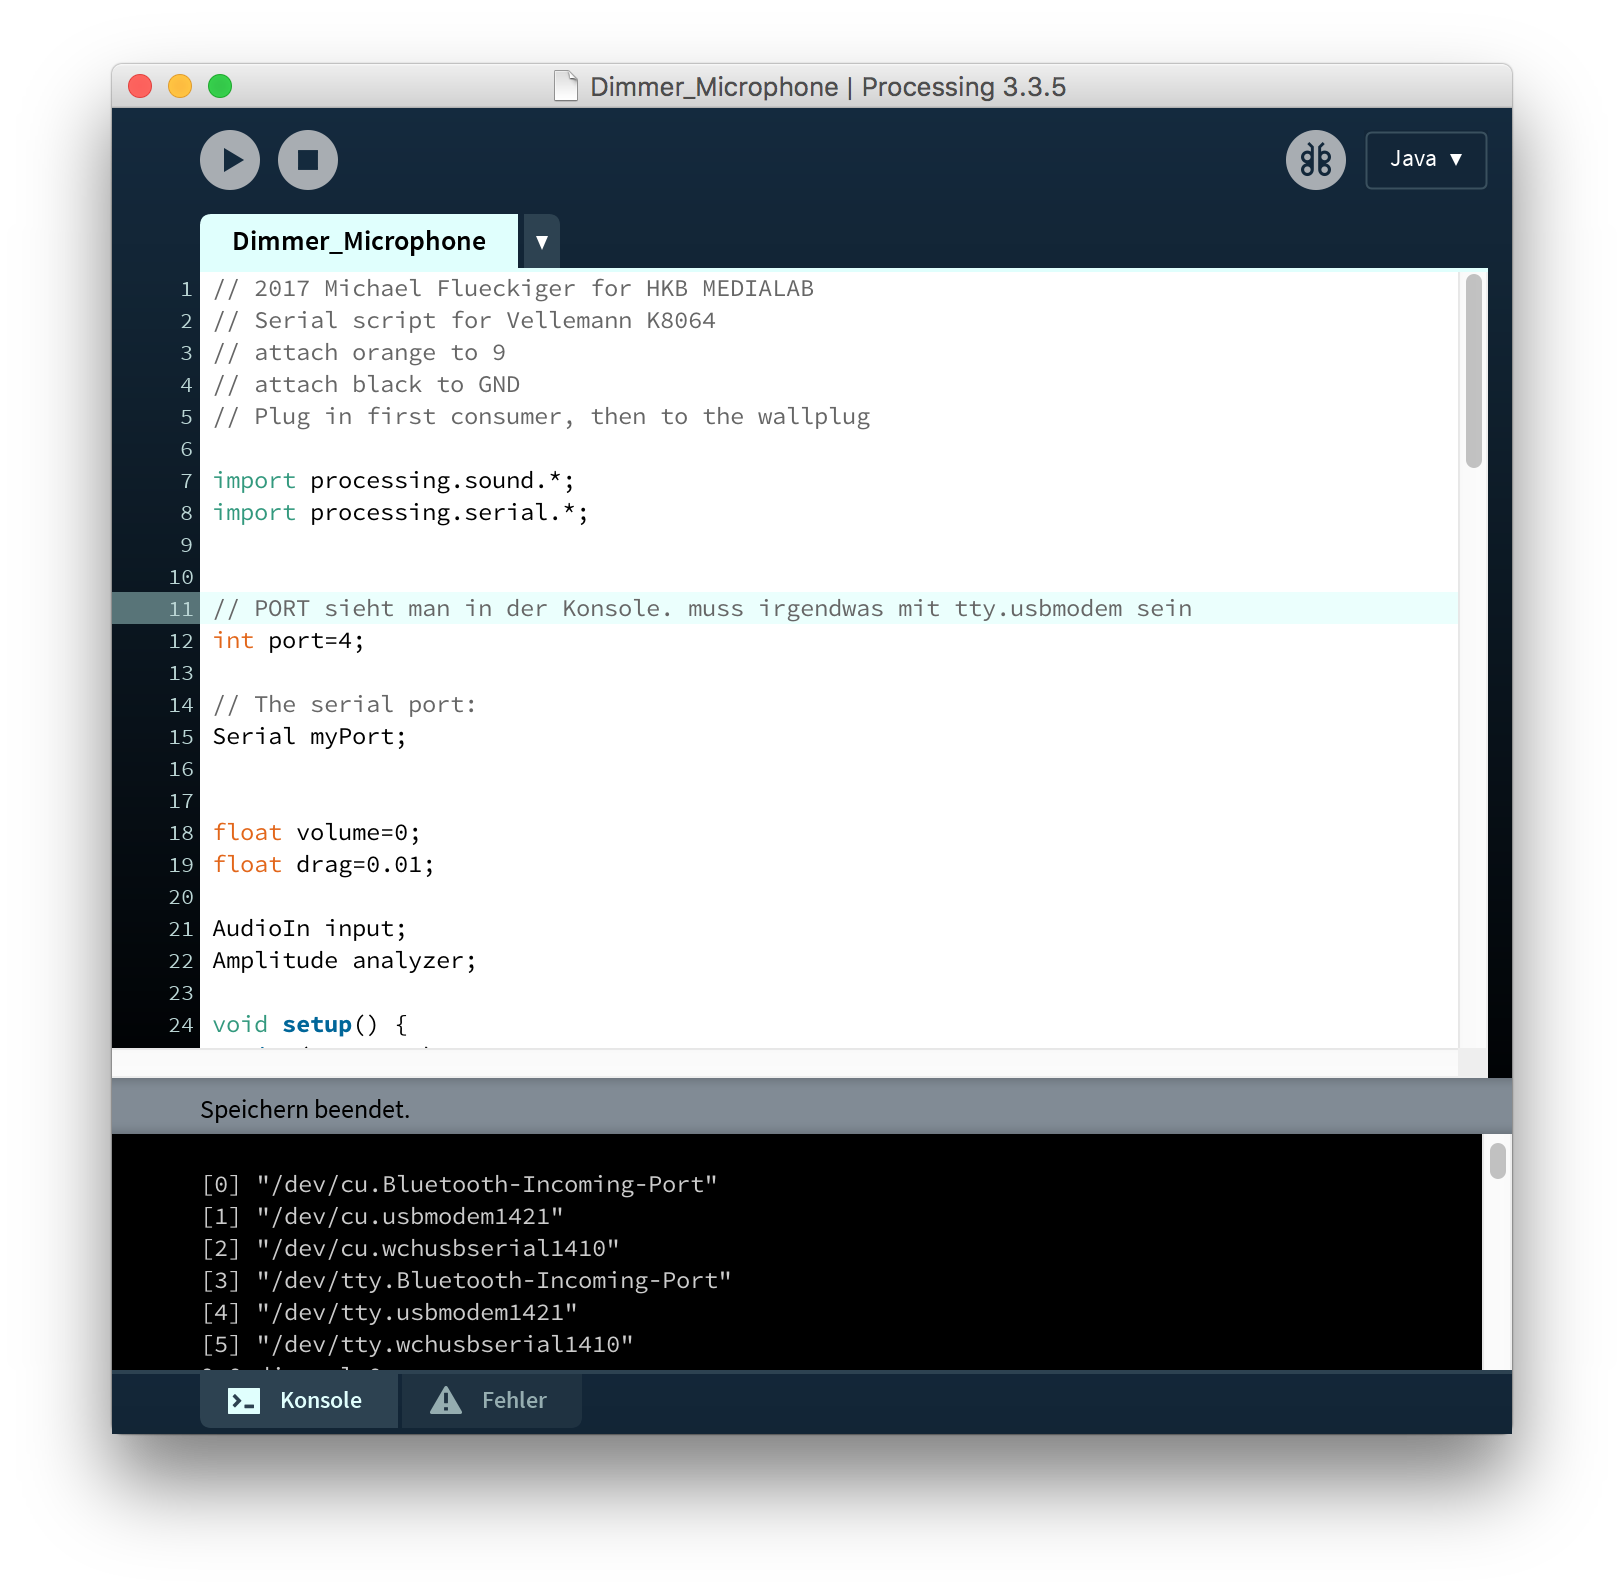 Dimmer_Microphone | Processing 3.3.5
Java ▼
Dimmer_Microphone ▼
1 // 2017 Michael Flueckiger for HKB MEDIALAB
2 // Serial script for Vellemann K8064
3 // attach orange to 9
4 // attach black to GND
5 // Plug in first consumer, then to the wallplug
6
7 import processing.sound.*;
8 import processing.serial.*;
9
10
11 // PORT sieht man in der Konsole. muss irgendwas mit tty.usbmodem sein
12 int port=4;
13
14 // The serial port:
15 Serial myPort;
16
17
18 float volume=0;
19 float drag=0.01;
20
21 AudioIn input;
22 Amplitude analyzer;
23
24 void setup() {
Speichern beendet.
[0] "/dev/cu.Bluetooth-Incoming-Port"
[1] "/dev/cu.usbmodem1421"
[2] "/dev/cu.wchusbserial1410"
[3] "/dev/tty.Bluetooth-Incoming-Port"
[4] "/dev/tty.usbmodem1421"
[5] "/dev/tty.wchusbserial1410"
Konsole
Fehler